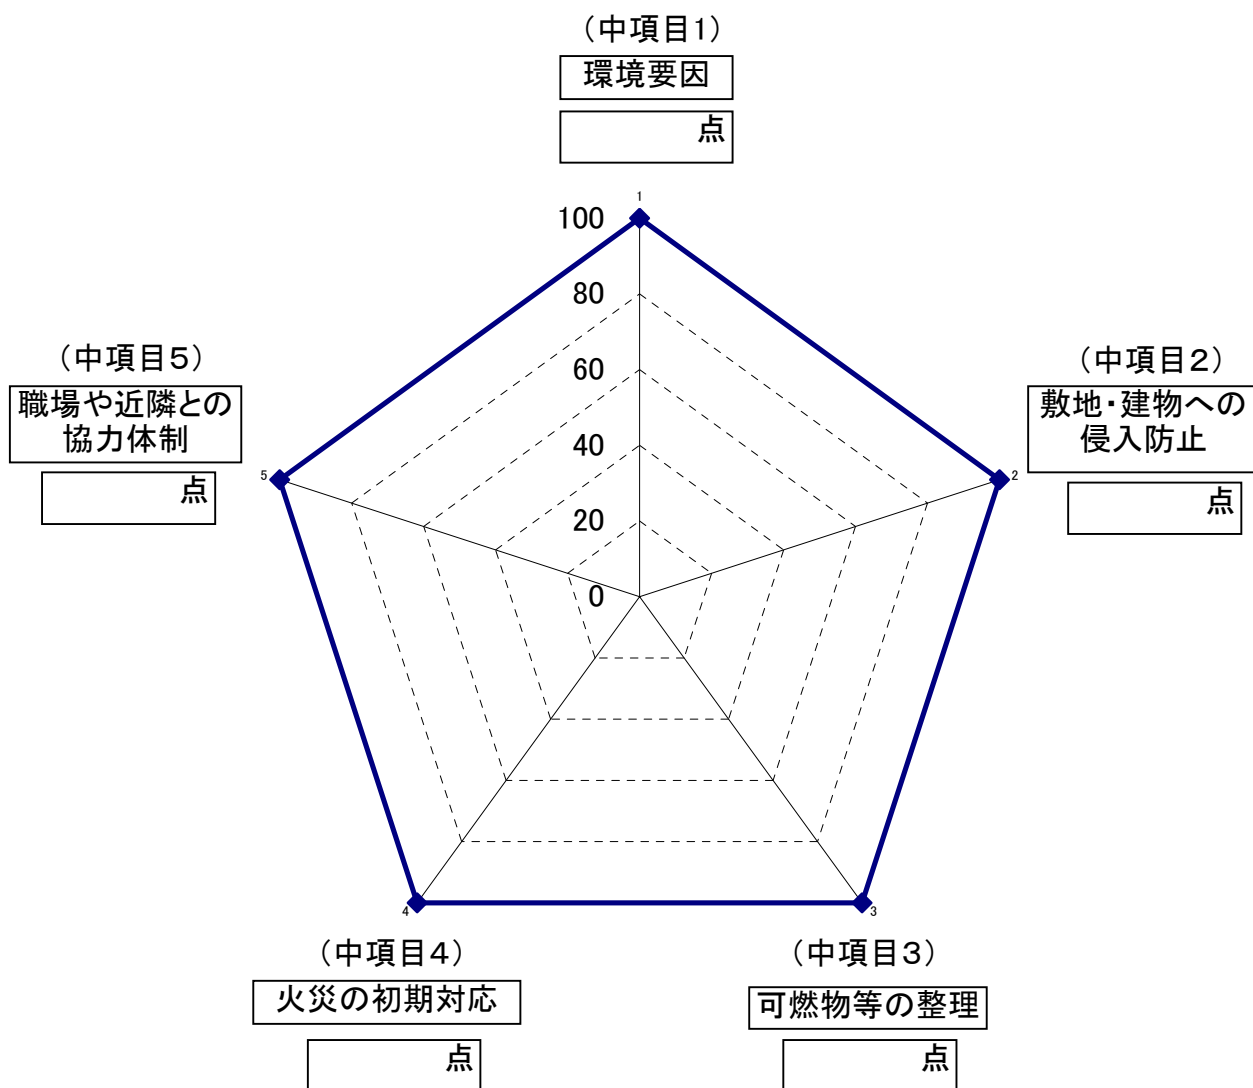 （中項目１）
環境要因
点
1
100
80
60
40
20
0
（中項目５）
職場や近隣との
協力体制
点
5
（中項目２）
敷地・建物への
侵入防止
点
2
4
3
（中項目４）
火災の初期対応
点
（中項目３）
可燃物等の整理
点